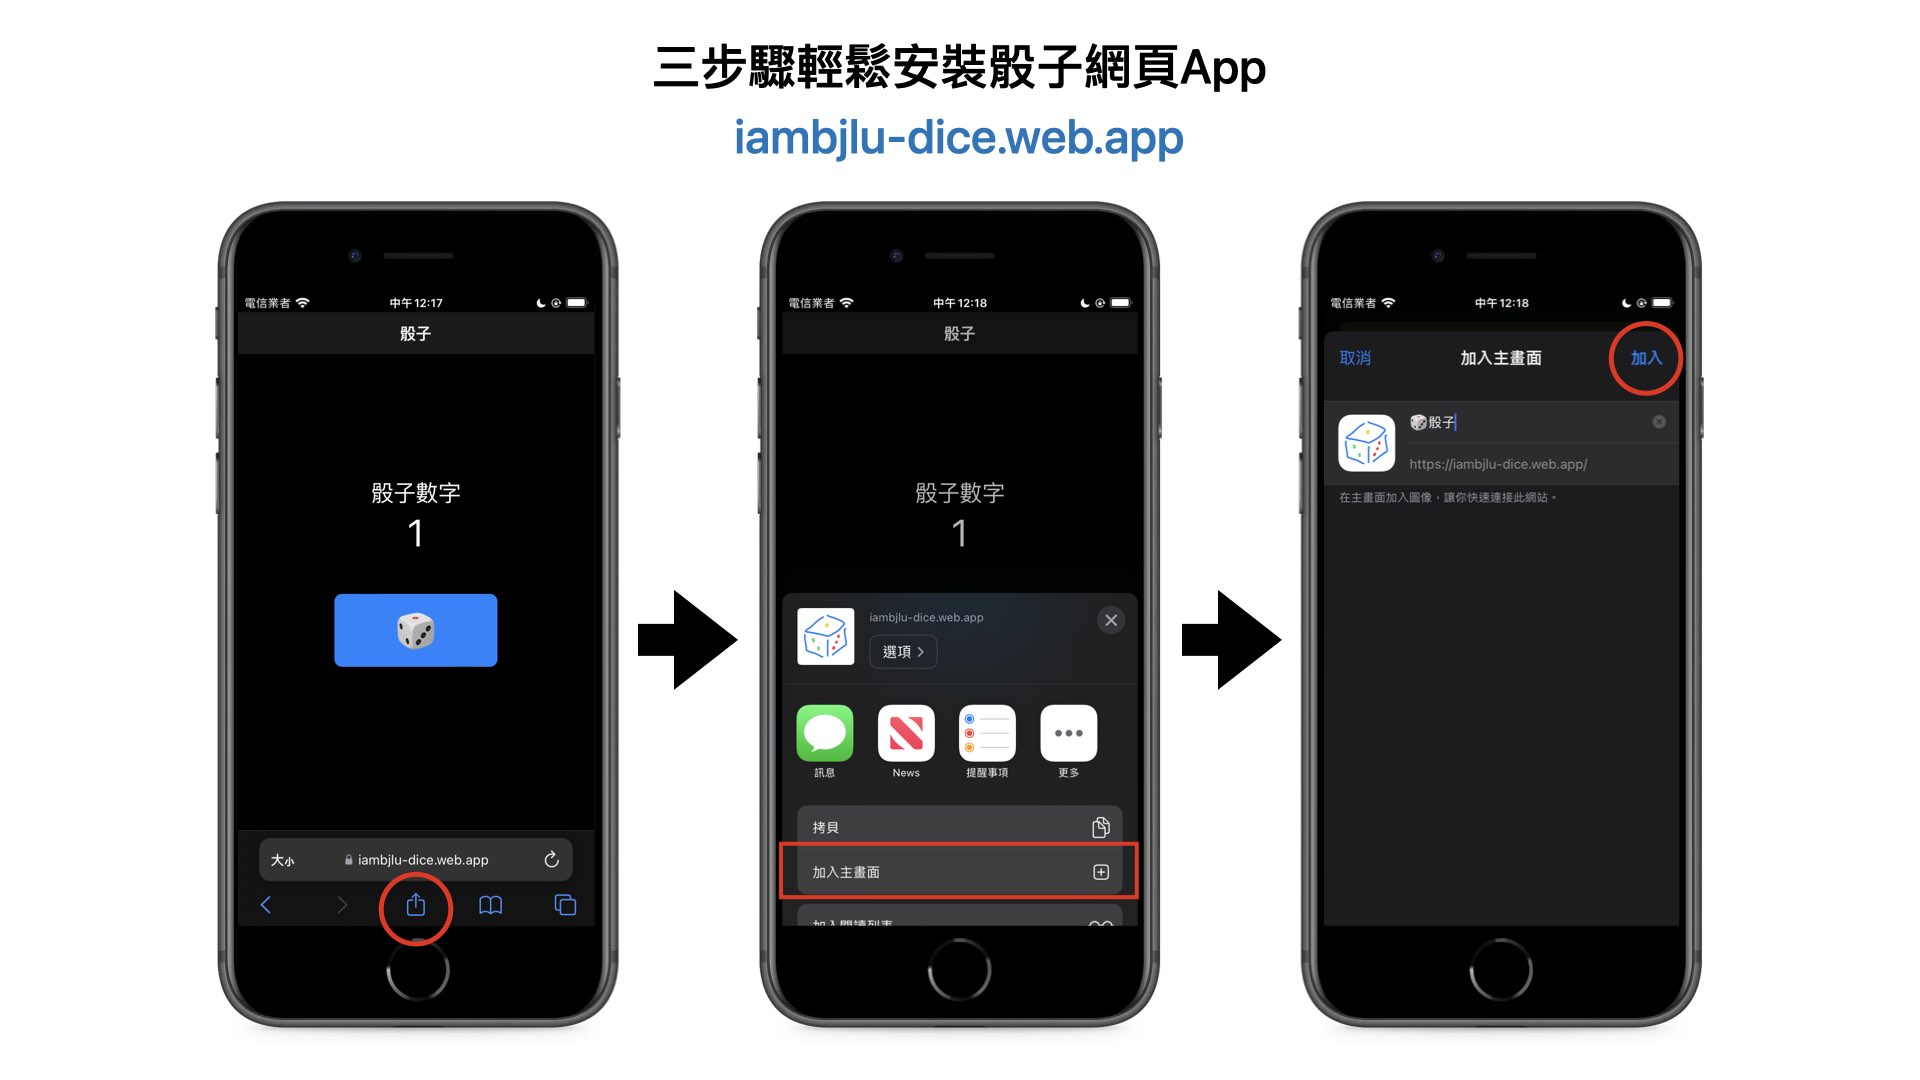 三步驟輕鬆安裝骰子網頁App
iambjlu-dice.web.app
電信業者 中午12:17
骰子
骰子數字
1
大小 iambjlu-dice.web.app
電信業者 中午12:18
骰子
骰子數字
1
iambjlu-dice.web.app
選項
訊息 News 提醒事項 更多
拷貝
加入主畫面
加入閱讀列表
電信業者 中午12:18
取消 加入主畫面 加入
骰子
https://iambjlu-dice.web.app/
在主畫面加入圖像，讓你快速連接此網站。